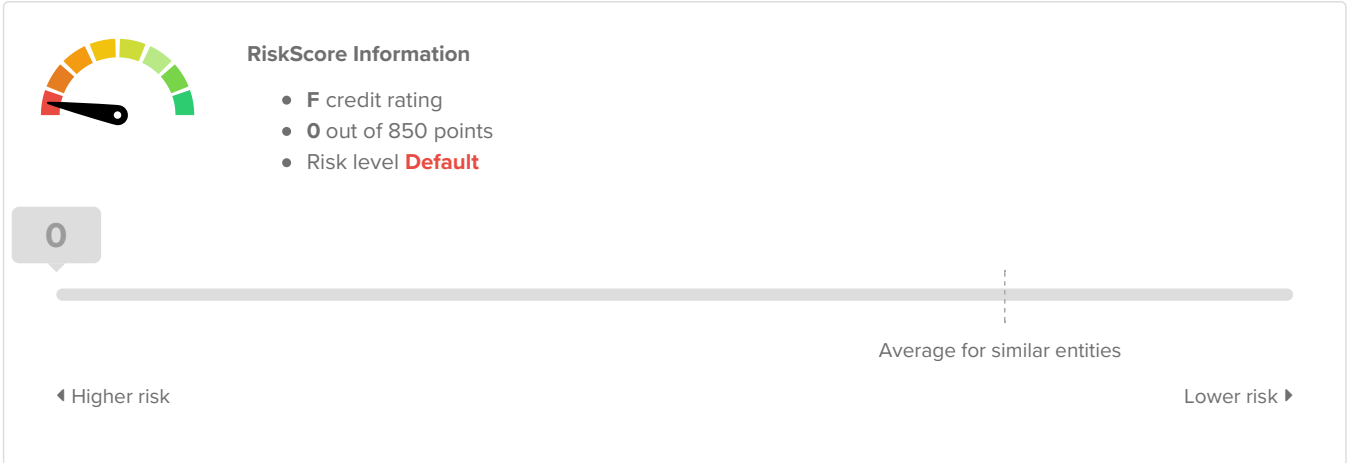 RiskScore Information
F credit rating
0 out of 850 points
Risk level Default
0
Average for similar entities
Higher risk
Lower risk